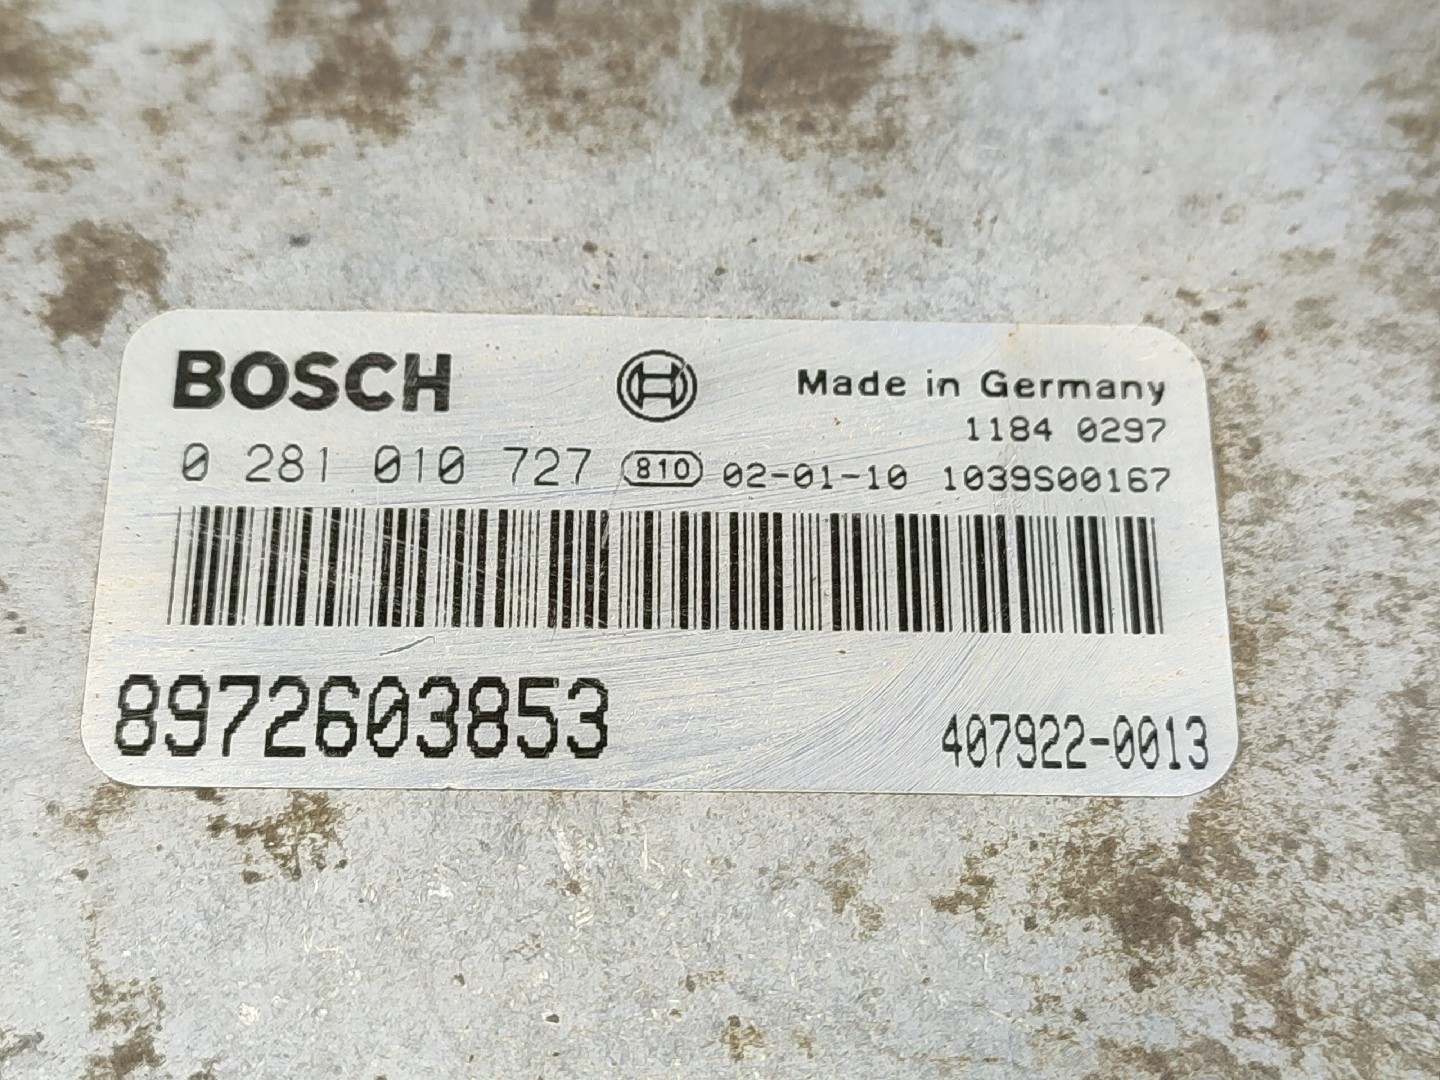 BOSCH
Made in Germany
1184 0297
0 281 010 727 810 02-01-10 1039S00167
8972603853
407922-0013